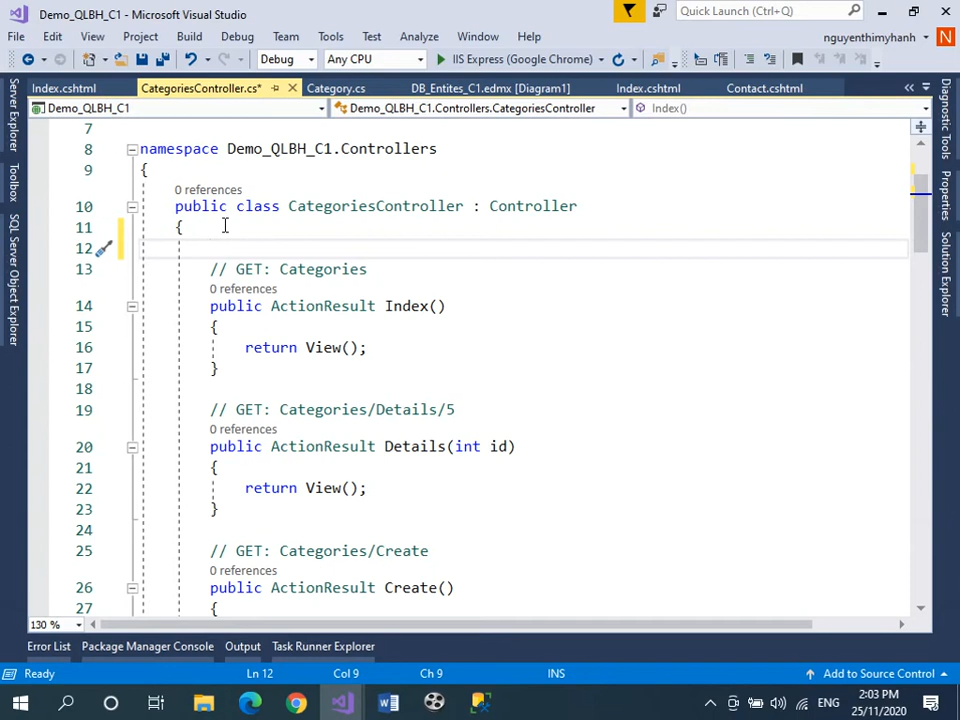 Demo_QLBH_C1 - Microsoft Visual Studio
Quick Launch (Ctrl+Q)
File Edit View Project Build Debug Team Tools Test Analyze Window Help
nguyenthimyhanh N
Debug Any CPU IIS Express (Google Chrome)
Index.cshtml CategoriesController.cs* Category.cs DB_Entites_C1.edmx [Diagram1] Index.cshtml Contact.cshtml
Demo_QLBH_C1 Demo_QLBH_C1.Controllers.CategoriesController Index()
Server Explorer
Toolbox
SQL Server Object Explorer
7
8 namespace Demo_QLBH_C1.Controllers
9 {
0 references
10 public class CategoriesController : Controller
11 {
12
13 // GET: Categories
0 references
14 public ActionResult Index()
15 {
16 return View();
17 }
18
19 // GET: Categories/Details/5
0 references
20 public ActionResult Details(int id)
21 {
22 return View();
23 }
24
25 // GET: Categories/Create
0 references
26 public ActionResult Create()
27 {
130 %
Diagnostic Tools
Properties
Solution Explorer
Error List Package Manager Console Output Task Runner Explorer
Ready Ln 12 Col 9 Ch 9 INS Add to Source Control
ENG 2:03 PM
25/11/2020